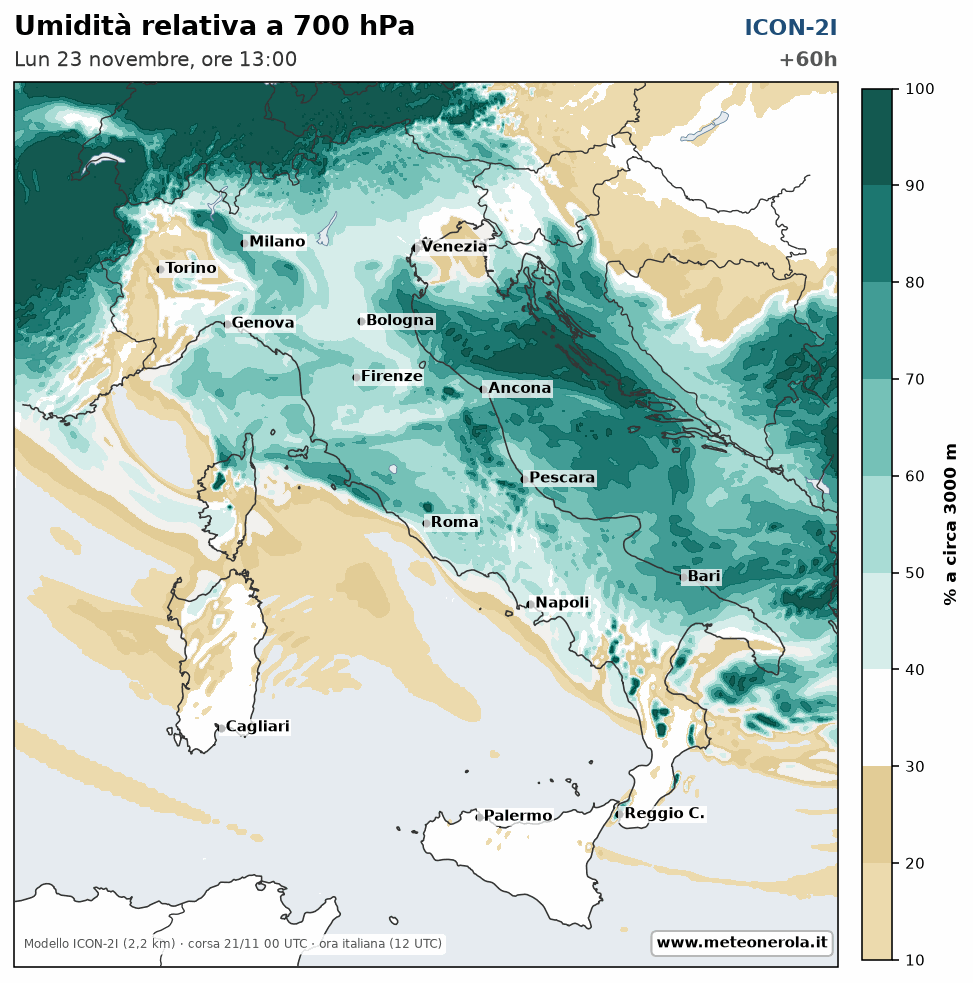 Umidità relativa a 700 hPa
ICON-2I
Lun 23 novembre, ore 13:00
+60h
100
90
80
70
60
50
40
30
20
10
% a circa 3000 m
Milano
Venezia
Torino
Genova
Bologna
Firenze
Ancona
Pescara
Roma
Bari
Napoli
Cagliari
Palermo
Reggio C.
Modello ICON-2I (2,2 km) · corsa 21/11 00 UTC · ora italiana (12 UTC)
www.meteonerola.it